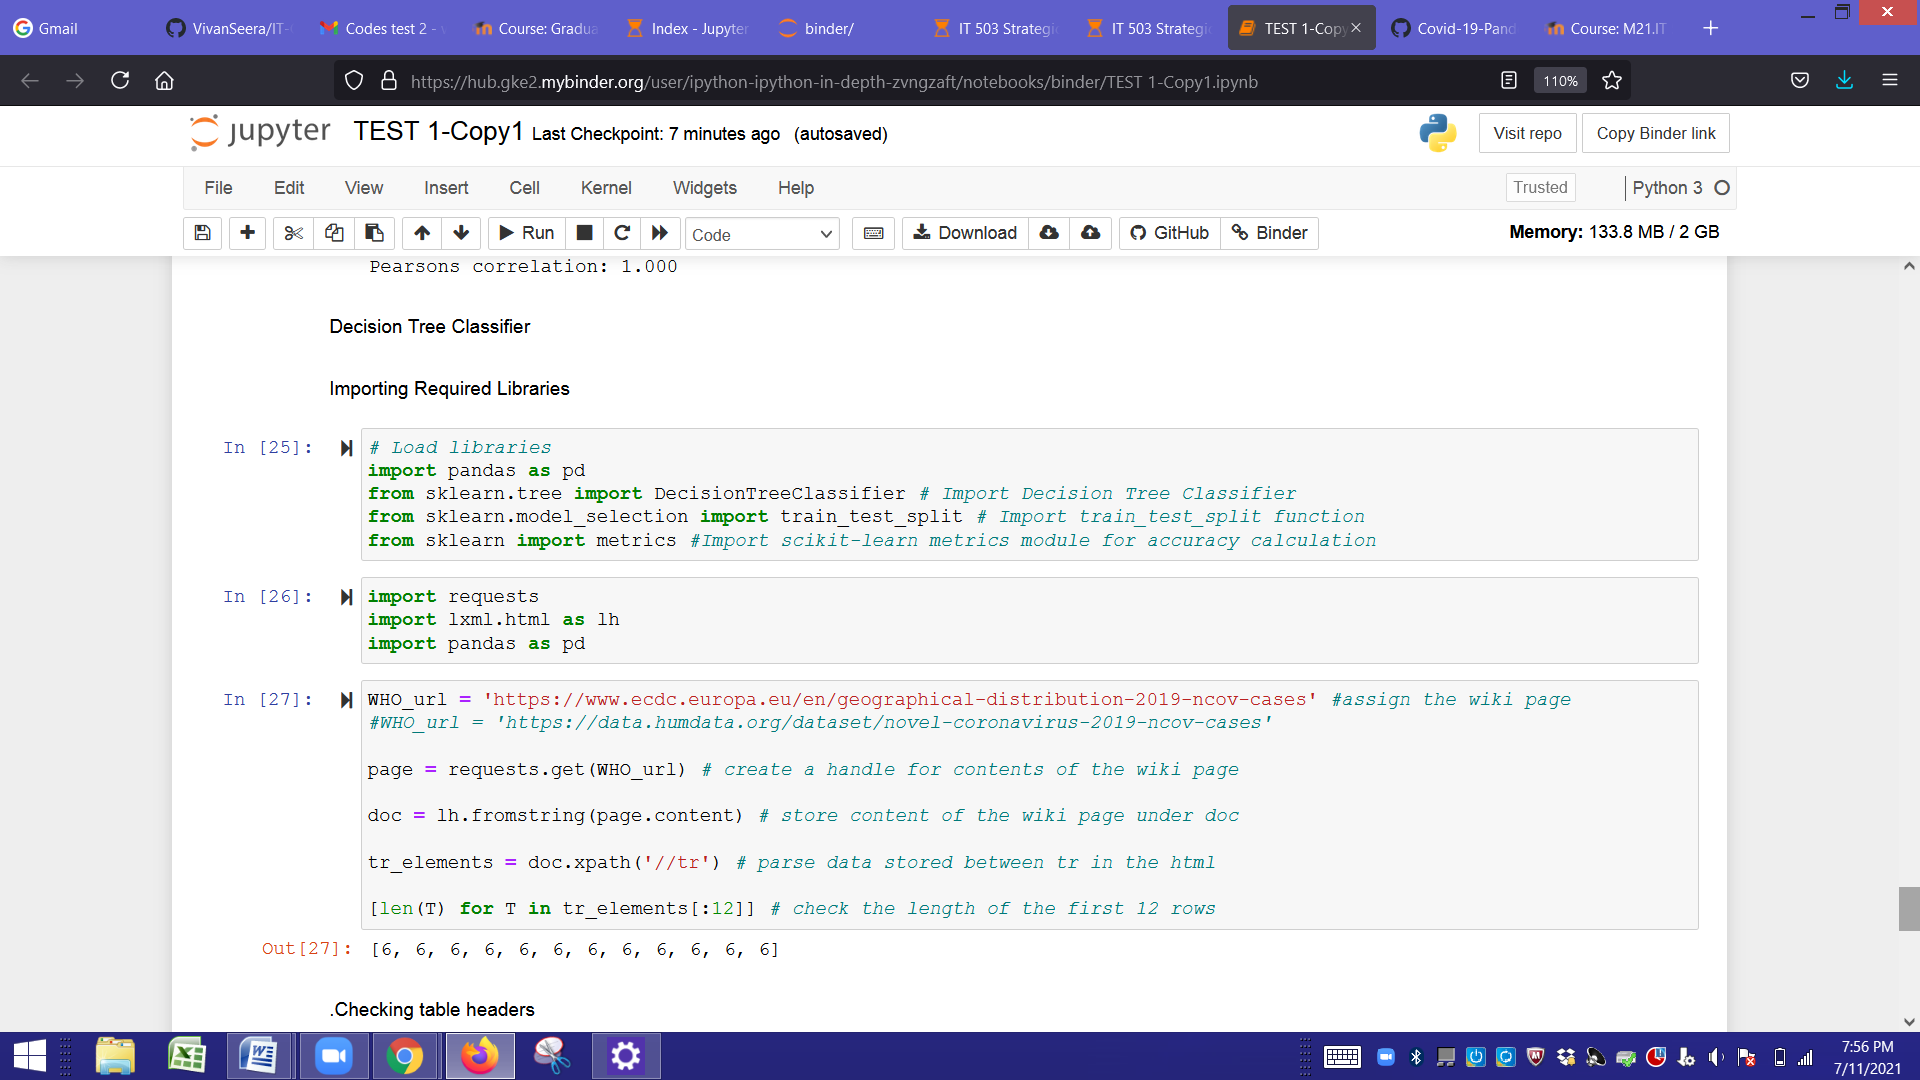 Gmail
VivanSeera/IT-
Codes test 2 -
Course: Gradua
Index - Jupyter
binder/
IT 503 Strategi
IT 503 Strategi
TEST 1-Copy
Covid-19-Pand
Course: M21.IT
https://hub.gke2.mybinder.org/user/ipython-ipython-in-depth-zvngzaft/notebooks/binder/TEST 1-Copy1.ipynb
110%
jupyter TEST 1-Copy1 Last Checkpoint: 7 minutes ago (autosaved)
Visit repo
Copy Binder link
File Edit View Insert Cell Kernel Widgets Help
Trusted
Python 3
Run
Code
Download
GitHub
Binder
Memory: 133.8 MB / 2 GB
Pearsons correlation: 1.000
Decision Tree Classifier
Importing Required Libraries
In [25]:
# Load libraries
import pandas as pd
from sklearn.tree import DecisionTreeClassifier # Import Decision Tree Classifier
from sklearn.model_selection import train_test_split # Import train_test_split function
from sklearn import metrics #Import scikit-learn metrics module for accuracy calculation
In [26]:
import requests
import lxml.html as lh
import pandas as pd
In [27]:
WHO_url = 'https://www.ecdc.europa.eu/en/geographical-distribution-2019-ncov-cases' #assign the wiki page
#WHO_url = 'https://data.humdata.org/dataset/novel-coronavirus-2019-ncov-cases'
page = requests.get(WHO_url) # create a handle for contents of the wiki page
doc = lh.fromstring(page.content) # store content of the wiki page under doc
tr_elements = doc.xpath('//tr') # parse data stored between tr in the html
[len(T) for T in tr_elements[:12]] # check the length of the first 12 rows
Out[27]: [6, 6, 6, 6, 6, 6, 6, 6, 6, 6, 6, 6]
.Checking table headers
7:56 PM
7/11/2021